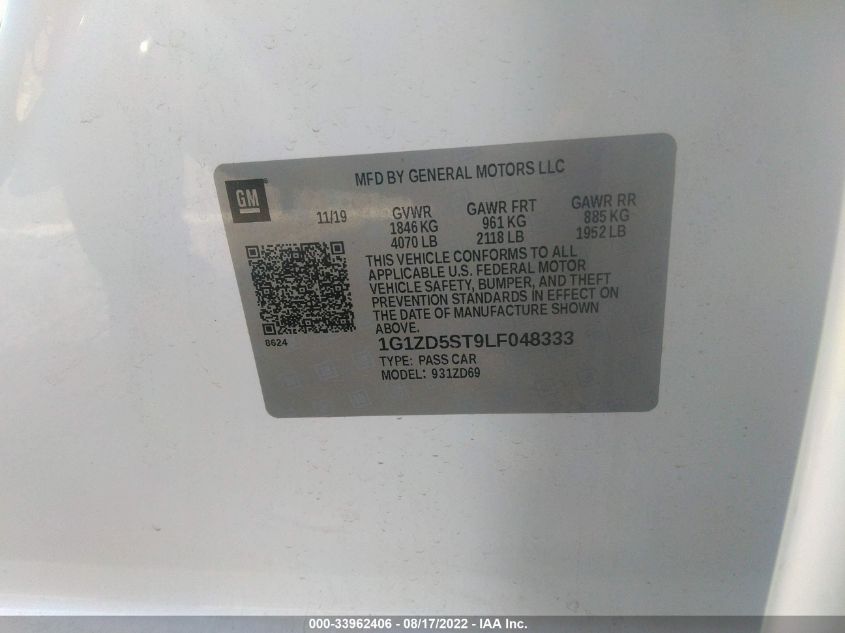 MFD BY GENERAL MOTORS LLC
GM
11/19 GVWR GAWR FRT GAWR RR
1846 KG 961 KG 885 KG
4070 LB 2118 LB 1952 LB
THIS VEHICLE CONFORMS TO ALL
APPLICABLE U.S. FEDERAL MOTOR
VEHICLE SAFETY, BUMPER, AND THEFT
PREVENTION STANDARDS IN EFFECT ON
THE DATE OF MANUFACTURE SHOWN
ABOVE.
8624
1G1ZD5ST9LF048333
TYPE: PASS CAR
MODEL: 931ZD69
000-33962406 - 08/17/2022 - IAA Inc.